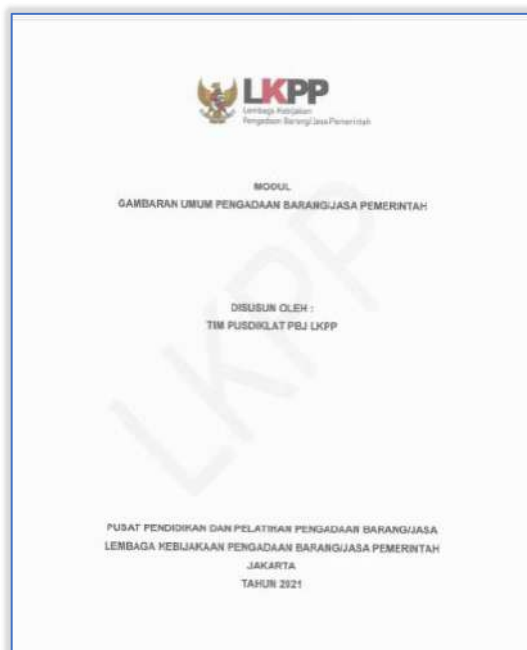 LKPP
Lembaga Kebijakan
Pengadaan Barang/Jasa Pemerintah
MODUL
GAMBARAN UMUM PENGADAAN BARANG/JASA PEMERINTAH
DISUSUN OLEH :
TIM PUSDIKLAT PBJ LKPP
LKPP
PUSAT PENDIDIKAN DAN PELATIHAN PENGADAAN BARANG/JASA
LEMBAGA KEBIJAKAAN PENGADAAN BARANG/JASA PEMERINTAH
JAKARTA
TAHUN 2021